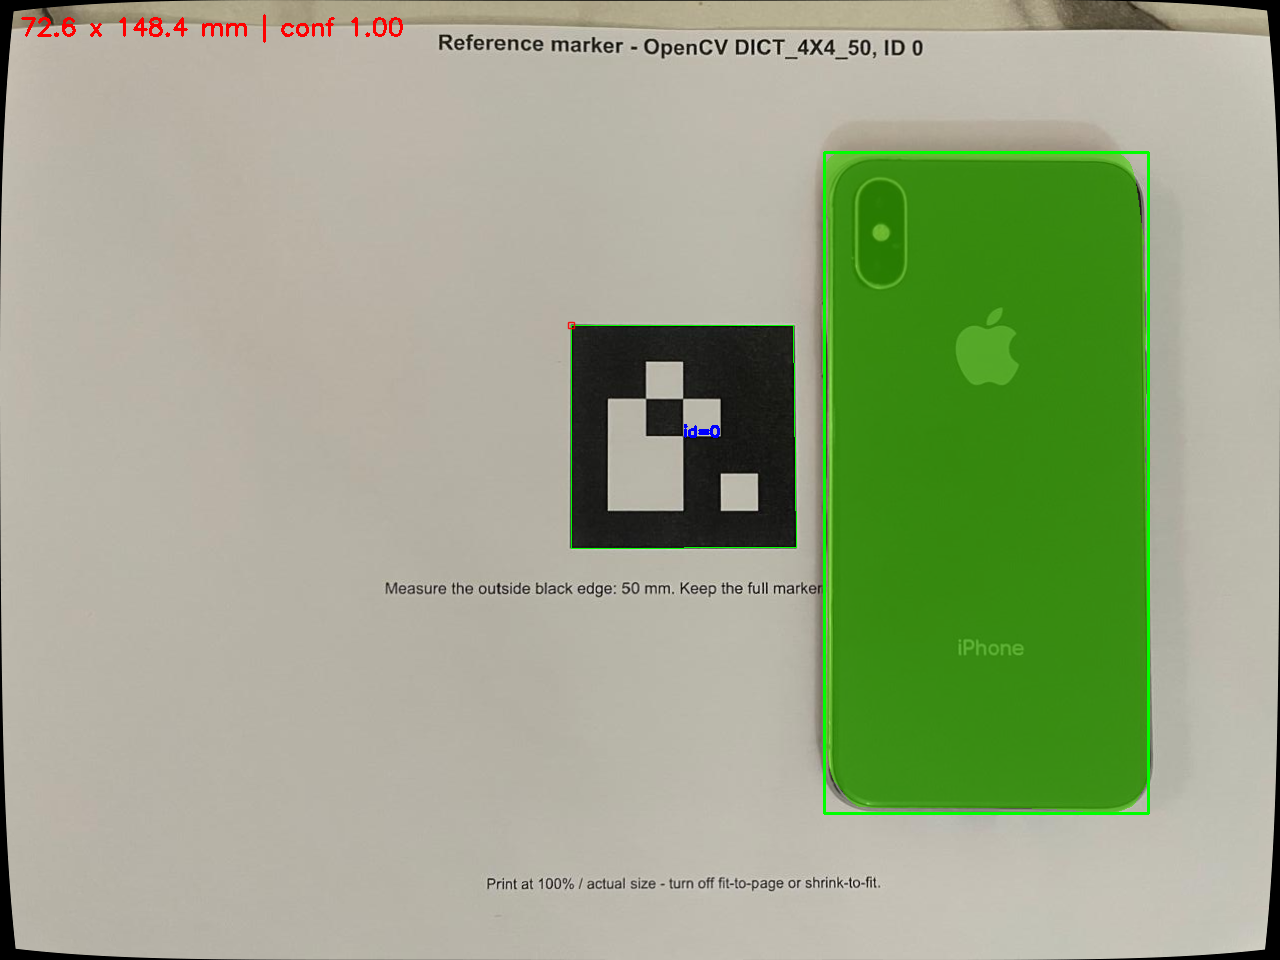 72.6 x 148.4 mm | conf 1.00
Reference marker - OpenCV DICT_4X4_50, ID 0
id=0
Measure the outside black edge: 50 mm. Keep the full marker
iPhone
Print at 100% / actual size - turn off fit-to-page or shrink-to-fit.